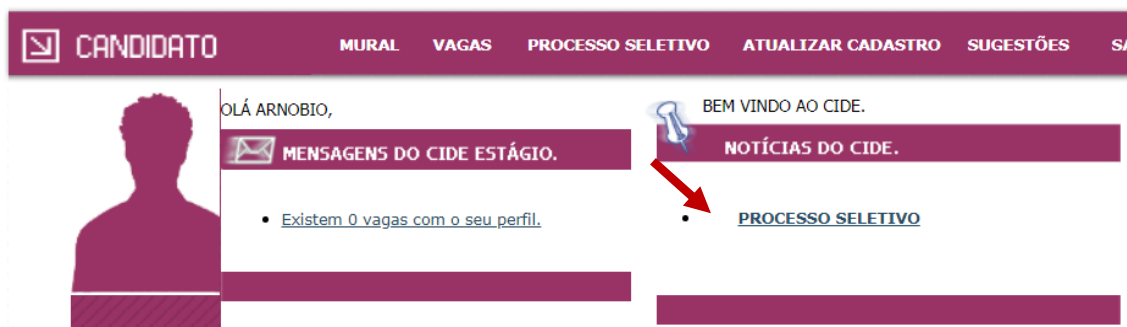 CANDIDATO MURAL VAGAS PROCESSO SELETIVO ATUALIZAR CADASTRO SUGESTÕES
OLÁ ARNOBIO,
MENSAGENS DO CIDE ESTÁGIO.
Existem 0 vagas com o seu perfil.
BEM VINDO AO CIDE.
NOTÍCIAS DO CIDE.
PROCESSO SELETIVO